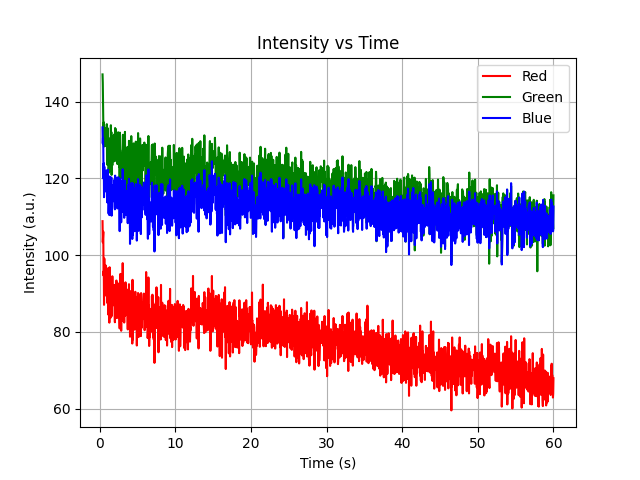 Intensity vs Time
Red
Green
Blue
Intensity (a.u.)
140
120
100
80
60
0 10 20 30 40 50 60
Time (s)